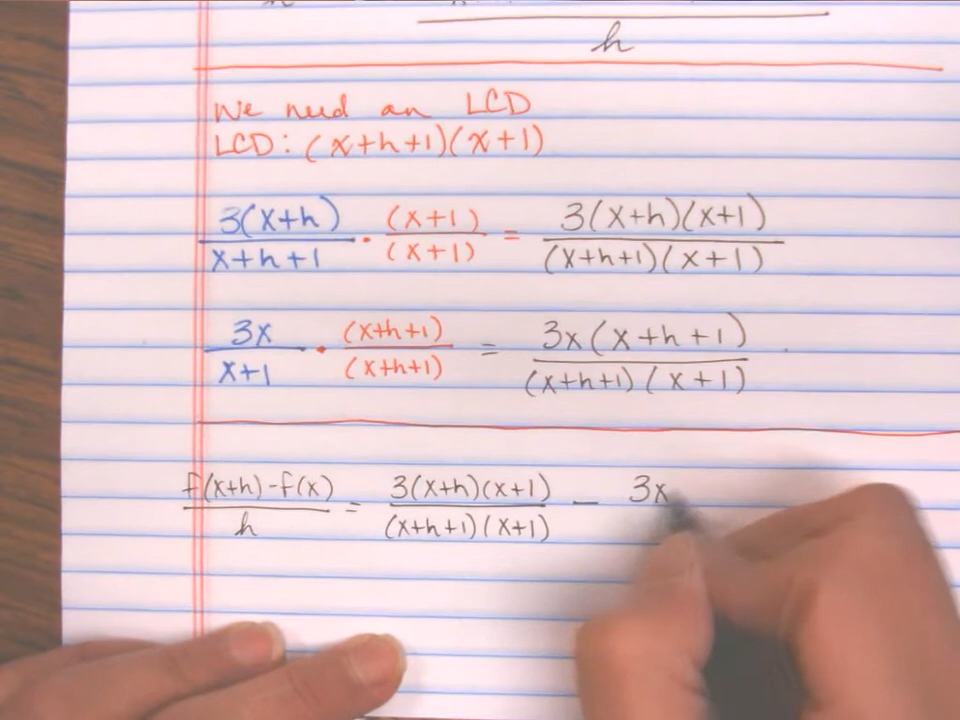 h
We need an LCD
LCD: (x+h+1)(x+1)
3(x+h)/x+h+1 · (x+1)/(x+1) = 3(x+h)(x+1)/(x+h+1)(x+1)
3x/x+1 · (x+h+1)/(x+h+1) = 3x(x+h+1)/(x+h+1)(x+1)
f(x+h)-f(x)/h = 3(x+h)(x+1)/(x+h+1)(x+1) - 3x